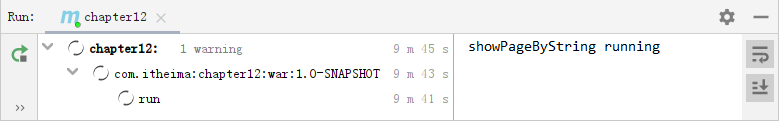 Run: chapter12
chapter12: 1 warning 9 m 45 s
com.itheima:chapter12:war:1.0-SNAPSHOT 9 m 43 s
run 9 m 41 s
showPageByString running